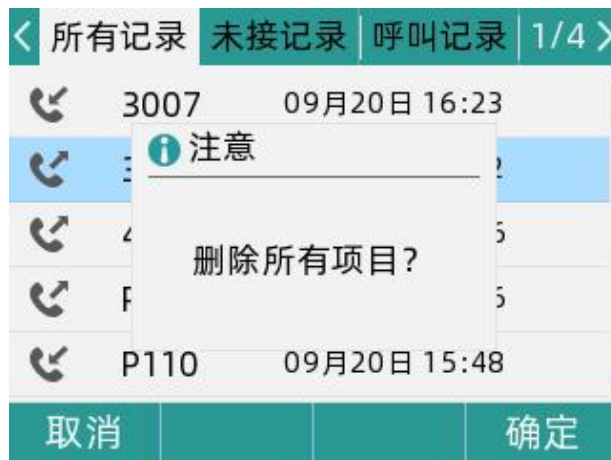 所有记录 未接记录 呼叫记录 1/4
3007 09月20日 16:23
注意
删除所有项目?
P110 09月20日 15:48
取消 确定